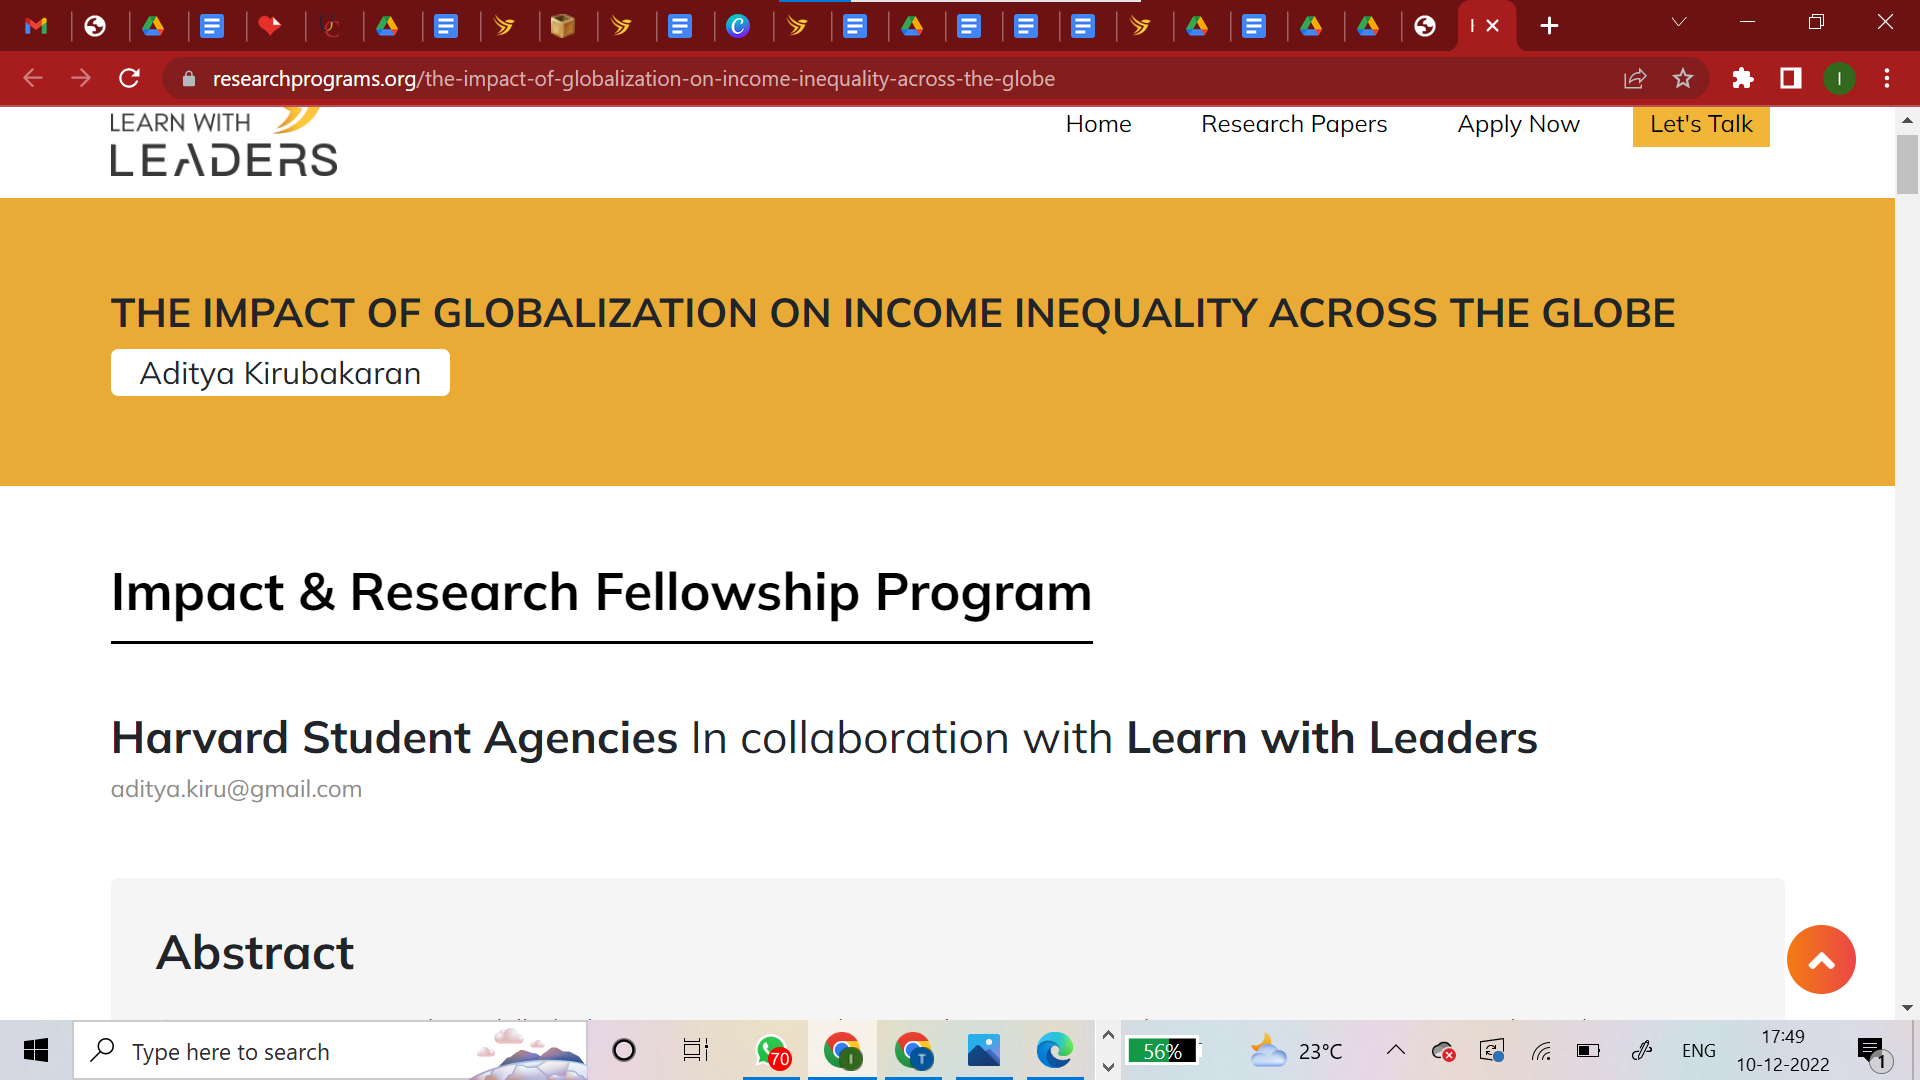 researchprograms.org/the-impact-of-globalization-on-income-inequality-across-the-globe
LEARN WITH
LEADERS
Home
Research Papers
Apply Now
Let's Talk
THE IMPACT OF GLOBALIZATION ON INCOME INEQUALITY ACROSS THE GLOBE
Aditya Kirubakaran
Impact & Research Fellowship Program
Harvard Student Agencies In collaboration with Learn with Leaders
aditya.kiru@gmail.com
Abstract
Type here to search
70
56%
23°C
ENG
17:49
10-12-2022
1